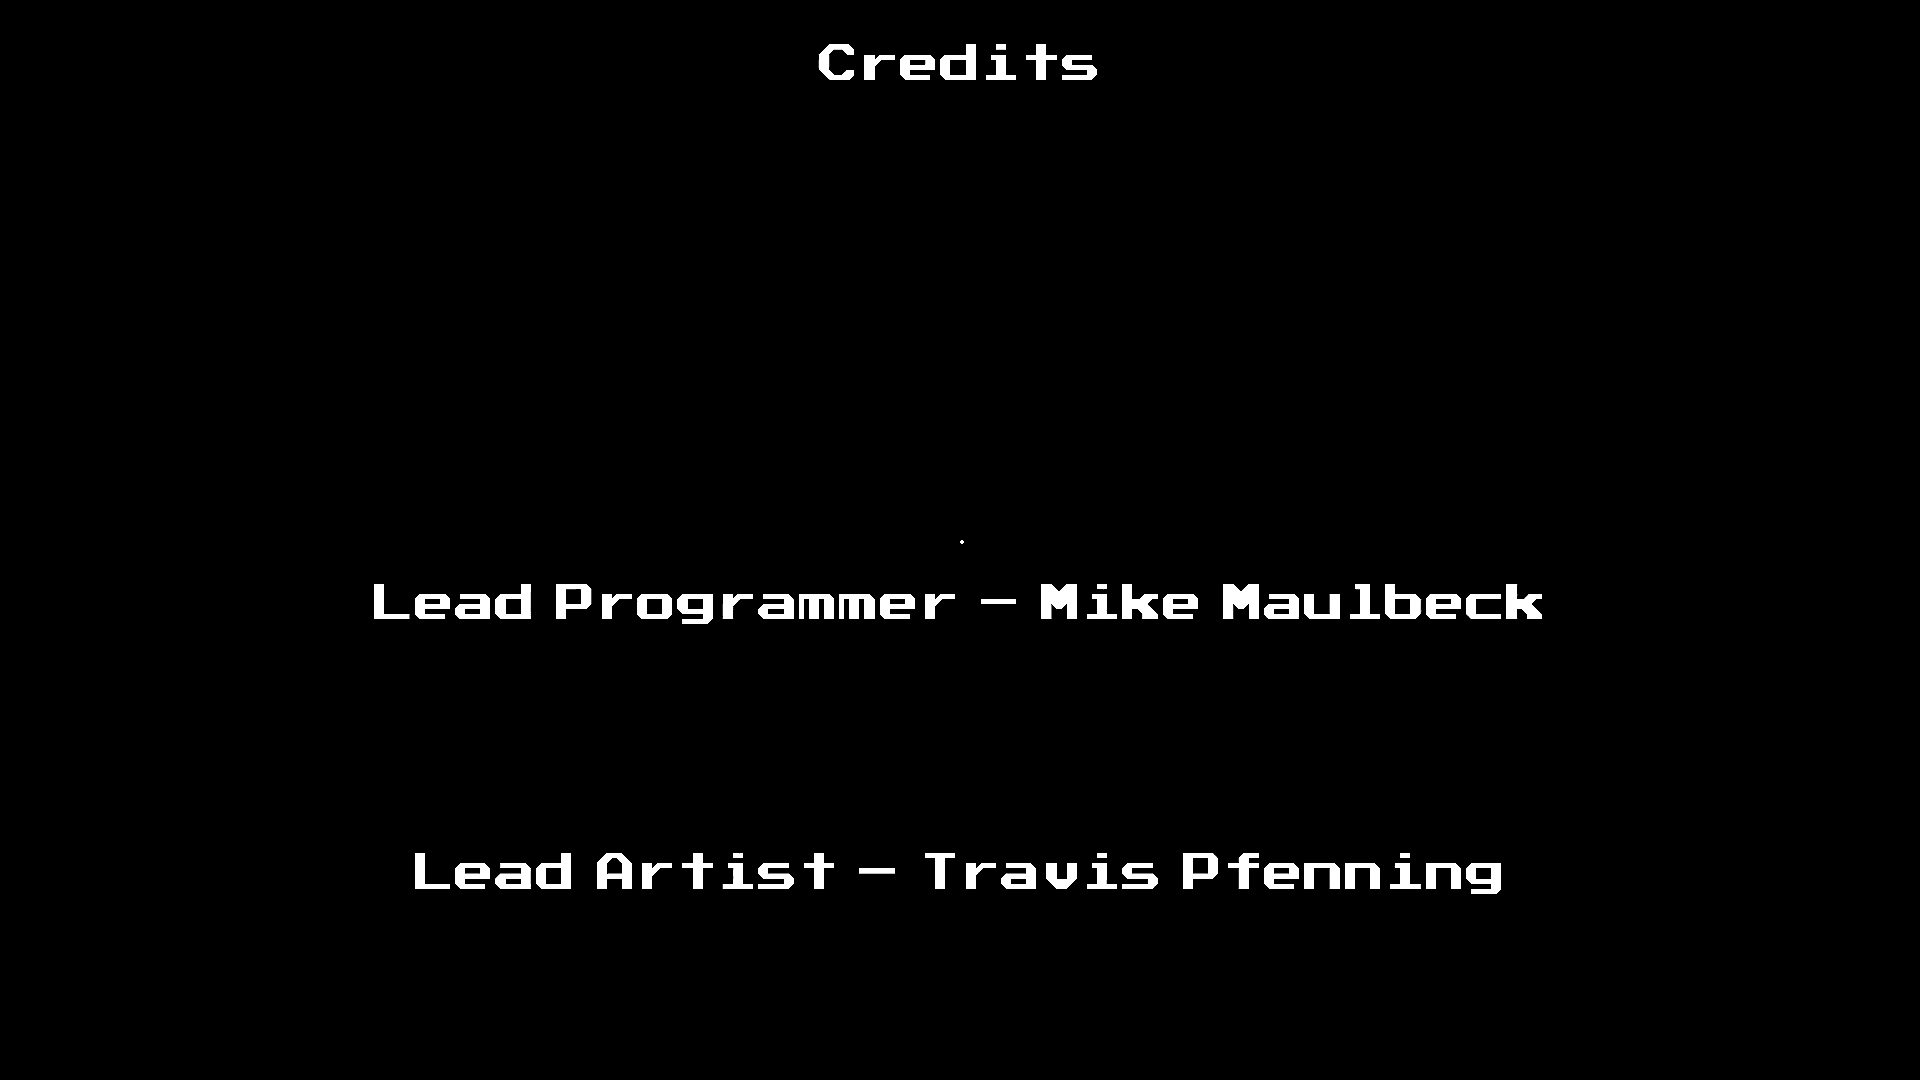 Credits
Lead Programmer - Mike Maulbeck
Lead Artist - Travis Pfenning